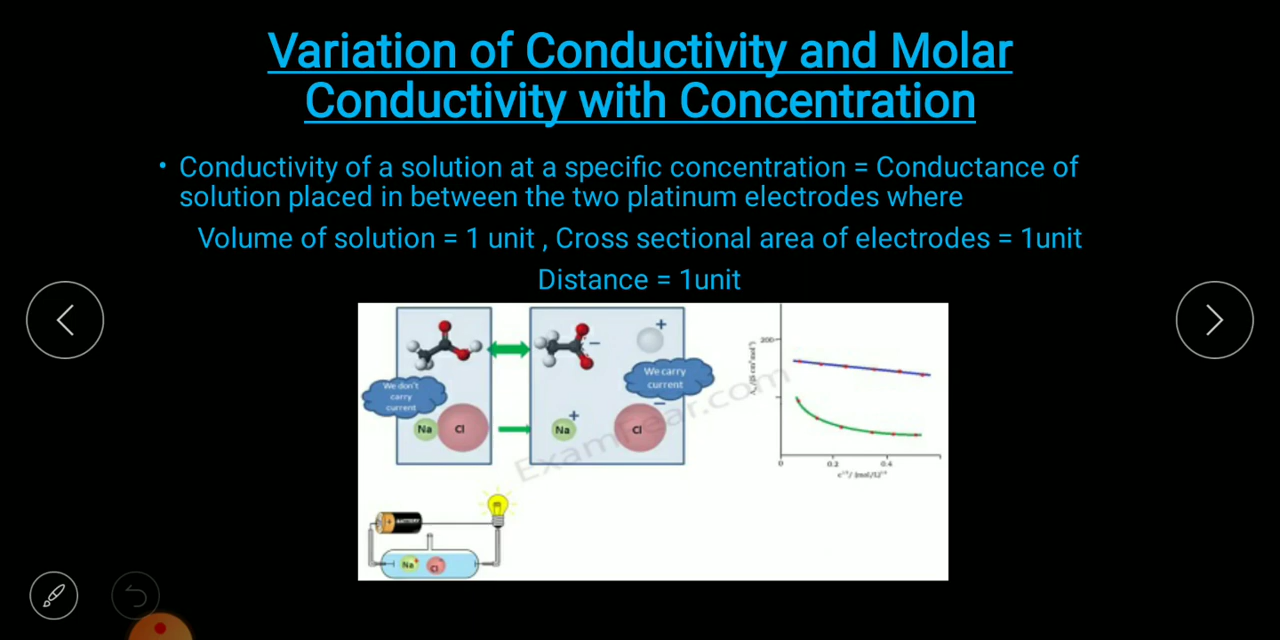 Variation of Conductivity and Molar
Conductivity with Concentration
• Conductivity of a solution at a specific concentration = Conductance of
solution placed in between the two platinum electrodes where
Volume of solution = 1 unit , Cross sectional area of electrodes = 1unit
Distance = 1unit
We don't
carry
current
We carry
current
+
−
Na
Cl
Na
+
Cl
−
ExamFear.com
BATTERY
Na+
Cl-
200
0
0.2
0.4